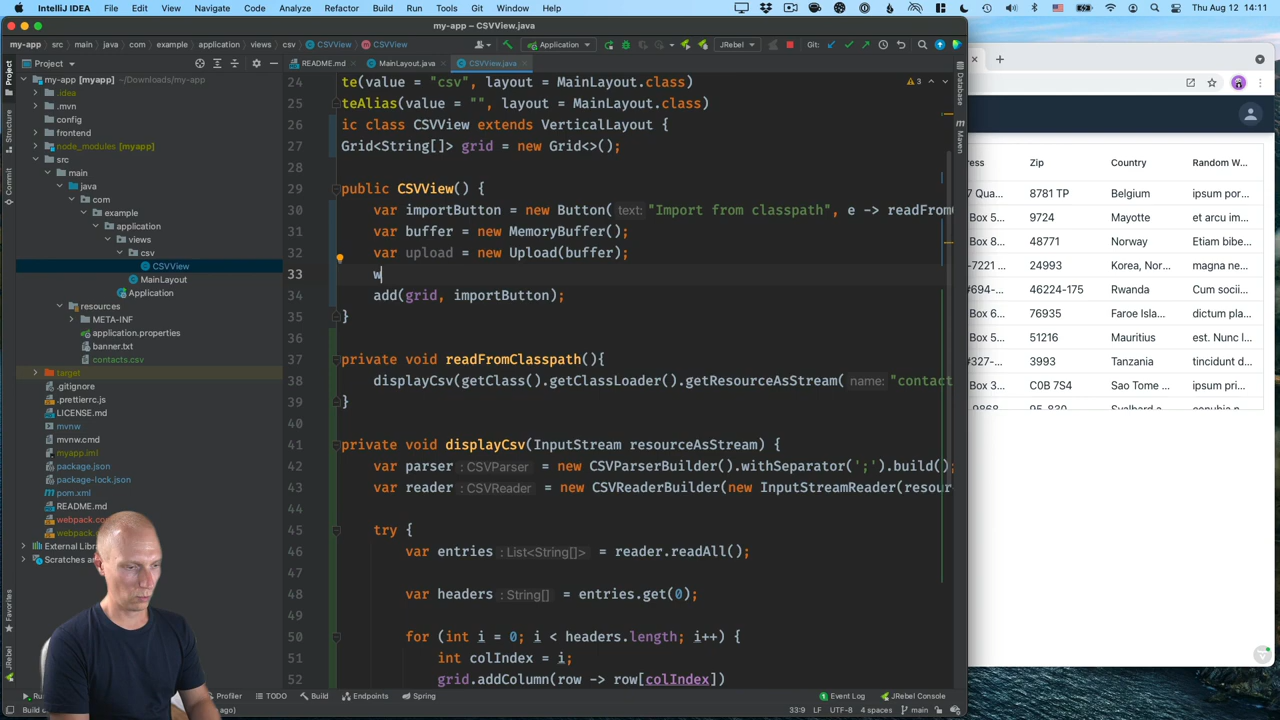 IntelliJ IDEA File Edit View Navigate Code Analyze Refactor Build Run Tools Git Window Help Thu Aug 12 14:11
my-app – CSVView.java
my-app src main java com example application views csv CSVView CSVView Application JRebel Git:
Project README.md MainLayout.java CSVView.java
my-app [myapp] ~/Downloads/my-app
.idea
.mvn
config
frontend
node_modules [myapp]
src
main
java
com
example
application
views
csv
CSVView
MainLayout
Application
resources
META-INF
application.properties
banner.txt
contacts.csv
target
.gitignore
.prettierrc.js
LICENSE.md
mvnw
mvnw.cmd
myapp.iml
package.json
package-lock.json
pom.xml
README.md
External
Scratches
Project
Structure
Commit
Favorites
JRebel
24 te(value = "csv", layout = MainLayout.class)
25 teAlias(value = "", layout = MainLayout.class)
26 ic class CSVView extends VerticalLayout {
27 Grid<String[]> grid = new Grid<>();
28
29 public CSVView() {
30 var importButton = new Button( text: "Import from classpath", e -> readFromC
31 var buffer = new MemoryBuffer();
32 var upload = new Upload(buffer);
33 w
34 add(grid, importButton);
35 }
36
37 private void readFromClasspath(){
38 displayCsv(getClass().getClassLoader().getResourceAsStream( name: "contact
39 }
40
41 private void displayCsv(InputStream resourceAsStream) {
42 var parser : CSVParser = new CSVParserBuilder().withSeparator(';').build();
43 var reader : CSVReader = new CSVReaderBuilder(new InputStreamReader(resour
44
45 try {
46 var entries : List<String[]> = reader.readAll();
47
48 var headers : String[] = entries.get(0);
49
50 for (int i = 0; i < headers.length; i++) {
51 int colIndex = i;
52 grid.addColumn(row -> row[colIndex])
3
Database
Maven
ress Zip Country Random W...
7 Qua... 8781 TP Belgium ipsum por...
Box 5... 9724 Mayotte et arcu im...
Box 8... 48771 Norway Etiam bibe...
-7221 ... 24993 Korea, Nor... magna ne...
#694-... 46224-175 Rwanda Cum socii...
Box 6... 76935 Faroe Isla... dictum pla...
Box 5... 51216 Mauritius est. Nunc ...
#327-... 3993 Tanzania tincidunt d...
Box 3... C0B 7S4 Sao Tome ... ipsum pri...
Profiler TODO Build Endpoints Spring Event Log JRebel Console
33:9 LF UTF-8 4 spaces main